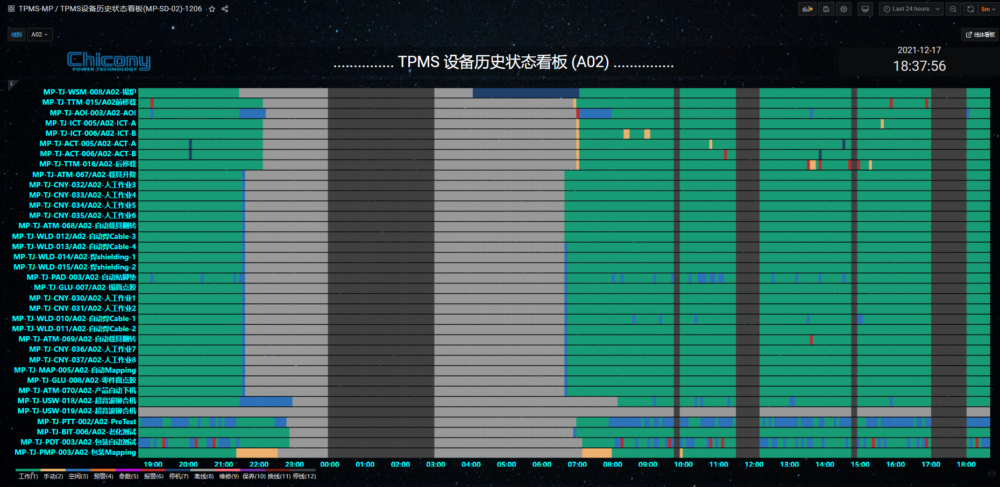 TPMS-MP / TPMS设备历史状态看板(MP-SD-02)-1206
Last 24 hours
5m
线别
A02
线体看板
Chicony
POWER TECHNOLOGY
............... TPMS 设备历史状态看板 (A02) ...............
2021-12-17
18:37:56
i
MP-TJ-WSM-008/A02-锡炉
MP-TJ-TTM-015/A02前移载
MP-TJ-AOI-003/A02-AOI
MP-TJ-ICT-005/A02-ICT-A
MP-TJ-ICT-006/A02-ICT-B
MP-TJ-ACT-005/A02-ACT-A
MP-TJ-ACT-006/A02-ACT-B
MP-TJ-TTM-016/A02-后移载
MP-TJ-ATM-067/A02-载具升降
MP-TJ-CNY-032/A02-人工作业3
MP-TJ-CNY-033/A02-人工作业4
MP-TJ-CNY-034/A02-人工作业5
MP-TJ-CNY-035/A02-人工作业6
MP-TJ-ATM-068/A02-自动载具翻转
MP-TJ-WLD-012/A02-自动焊Cable-3
MP-TJ-WLD-013/A02-自动焊Cable-4
MP-TJ-WLD-014/A02-焊shielding-1
MP-TJ-WLD-015/A02-焊shielding-2
MP-TJ-PAD-003/A02-自动贴脚垫
MP-TJ-GLU-007/A02-锡面点胶
MP-TJ-CNY-030/A02-人工作业1
MP-TJ-CNY-031/A02-人工作业2
MP-TJ-WLD-010/A02-自动焊Cable-1
MP-TJ-WLD-011/A02-自动焊Cable-2
MP-TJ-ATM-069/A02-自动载具翻转
MP-TJ-CNY-036/A02-人工作业7
MP-TJ-CNY-037/A02-人工作业8
MP-TJ-MAP-005/A02-自动Mapping
MP-TJ-GLU-008/A02-零件面点胶
MP-TJ-ATM-070/A02-产品自动下机
MP-TJ-USW-018/A02-超音波铆合机
MP-TJ-USW-019/A02-超音波铆合机
MP-TJ-PTT-002/A02-PreTest
MP-TJ-BIT-006/A02-老化测试
MP-TJ-PDT-003/A02-包装自动测试
MP-TJ-PMP-003/A02-包装Mapping
19:00 20:00 21:00 22:00 23:00 00:00 01:00 02:00 03:00 04:00 05:00 06:00 07:00 08:00 09:00 10:00 11:00 12:00 13:00 14:00 15:00 16:00 17:00 18:00
工作(1) 手动(2) 空闲(3) 预警(4) 参数(5) 报警(6) 停机(7) 离线(8) 维修(9) 保养(10) 换线(11) 停线(12)